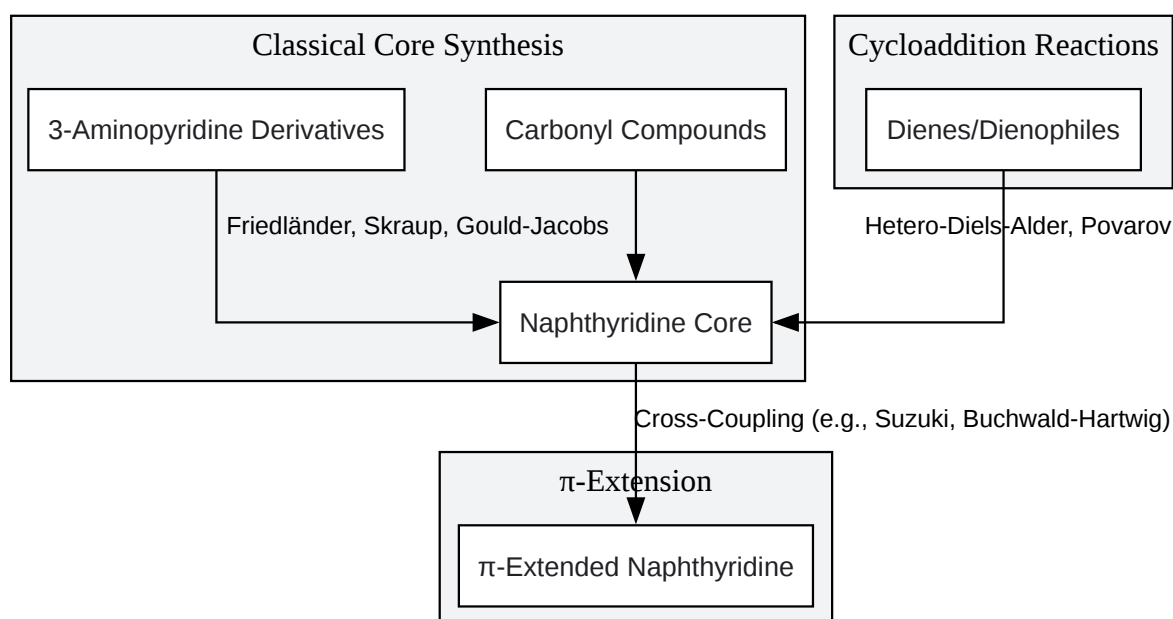 Classical Core Synthesis
Cycloaddition Reactions
3-Aminopyridine Derivatives
Carbonyl Compounds
Dienes/Dienophiles
Friedländer, Skraup, Gould-Jacobs
Hetero-Diels-Alder, Povarov
Naphthyridine Core
Cross-Coupling (e.g., Suzuki, Buchwald-Hartwig)
π-Extension
π-Extended Naphthyridine